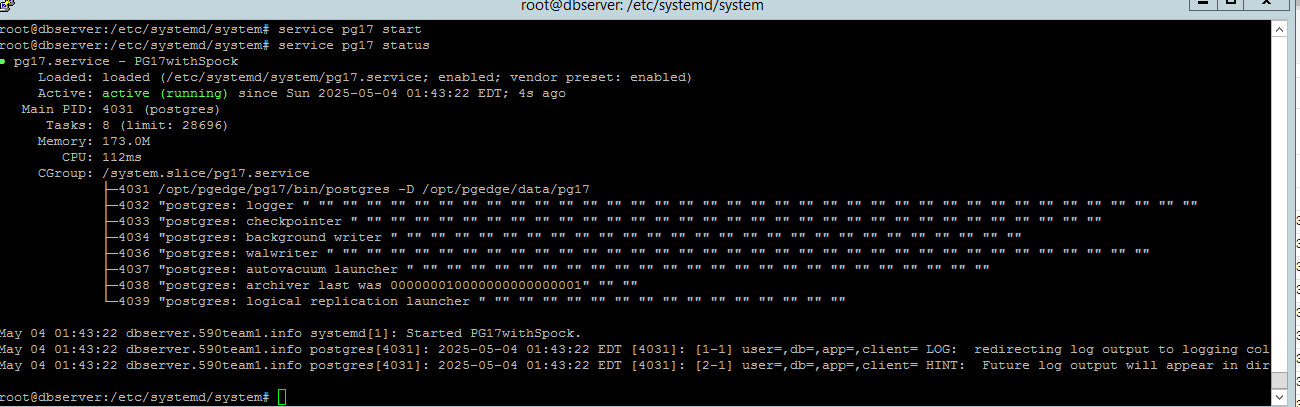 root@dbserver: /etc/systemd/system
root@dbserver:/etc/systemd/system# service pg17 start
root@dbserver:/etc/systemd/system# service pg17 status
● pg17.service - PG17withSpock
Loaded: loaded (/etc/systemd/system/pg17.service; enabled; vendor preset: enabled)
Active: active (running) since Sun 2025-05-04 01:43:22 EDT; 4s ago
Main PID: 4031 (postgres)
Tasks: 8 (limit: 28696)
Memory: 173.0M
CPU: 112ms
CGroup: /system.slice/pg17.service
├─4031 /opt/pgedge/pg17/bin/postgres -D /opt/pgedge/data/pg17
├─4032 "postgres: logger " "" "" "" "" "" "" "" "" "" "" "" "" "" "" "" "" "" "" "" "" "" "" "" "" "" "" "" "" "" "" "" "" "" "" "" "" ""
├─4033 "postgres: checkpointer " "" "" "" "" "" "" "" "" "" "" "" "" "" "" "" "" "" "" "" "" "" "" "" "" "" "" "" "" "" "" ""
├─4034 "postgres: background writer " "" "" "" "" "" "" "" "" "" "" "" "" "" "" "" "" "" "" "" "" "" "" "" "" "" ""
├─4036 "postgres: walwriter " "" "" "" "" "" "" "" "" "" "" "" "" "" "" "" "" "" "" "" "" "" "" "" "" "" "" "" "" "" "" "" "" "" ""
├─4037 "postgres: autovacuum launcher " "" "" "" "" "" "" "" "" "" "" "" "" "" "" "" "" "" "" "" "" "" "" "" ""
├─4038 "postgres: archiver last was 000000010000000000000001" "" ""
└─4039 "postgres: logical replication launcher " "" "" "" "" "" "" "" "" "" "" "" "" "" "" ""
May 04 01:43:22 dbserver.590team1.info systemd[1]: Started PG17withSpock.
May 04 01:43:22 dbserver.590team1.info postgres[4031]: 2025-05-04 01:43:22 EDT [4031]: [1-1] user=,db=,app=,client= LOG:  redirecting log output to logging col
May 04 01:43:22 dbserver.590team1.info postgres[4031]: 2025-05-04 01:43:22 EDT [4031]: [2-1] user=,db=,app=,client= HINT:  Future log output will appear in dir
root@dbserver:/etc/systemd/system#